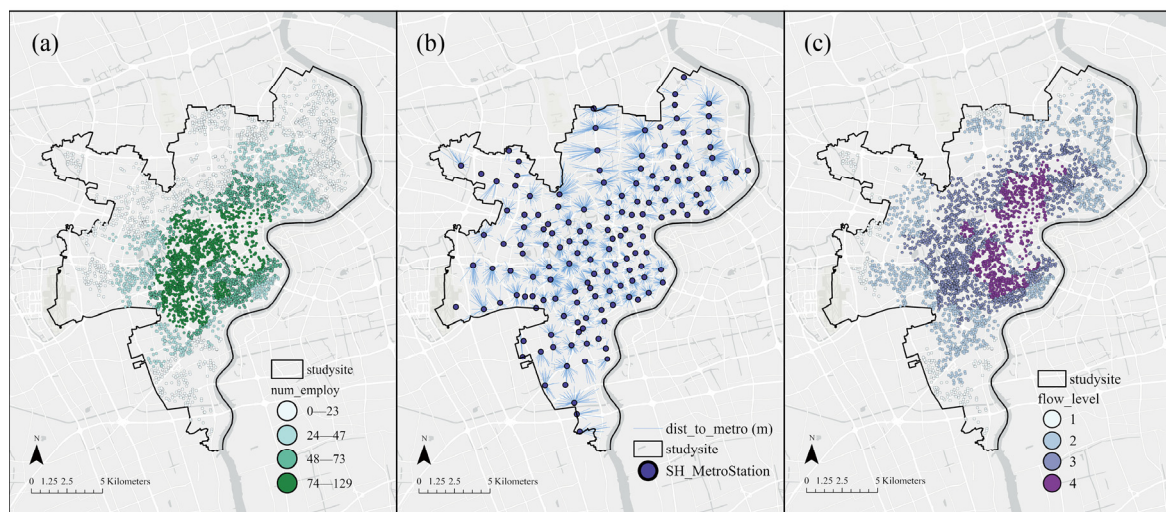 (a)
studysite
num_employ
0—23
24—47
48—73
74—129
N
0 1.25 2.5 5 Kilometers
(b)
dist_to_metro (m)
studysite
SH_MetroStation
N
0 1.25 2.5 5 Kilometers
(c)
studysite
flow_level
1
2
3
4
N
0 1.25 2.5 5 Kilometers